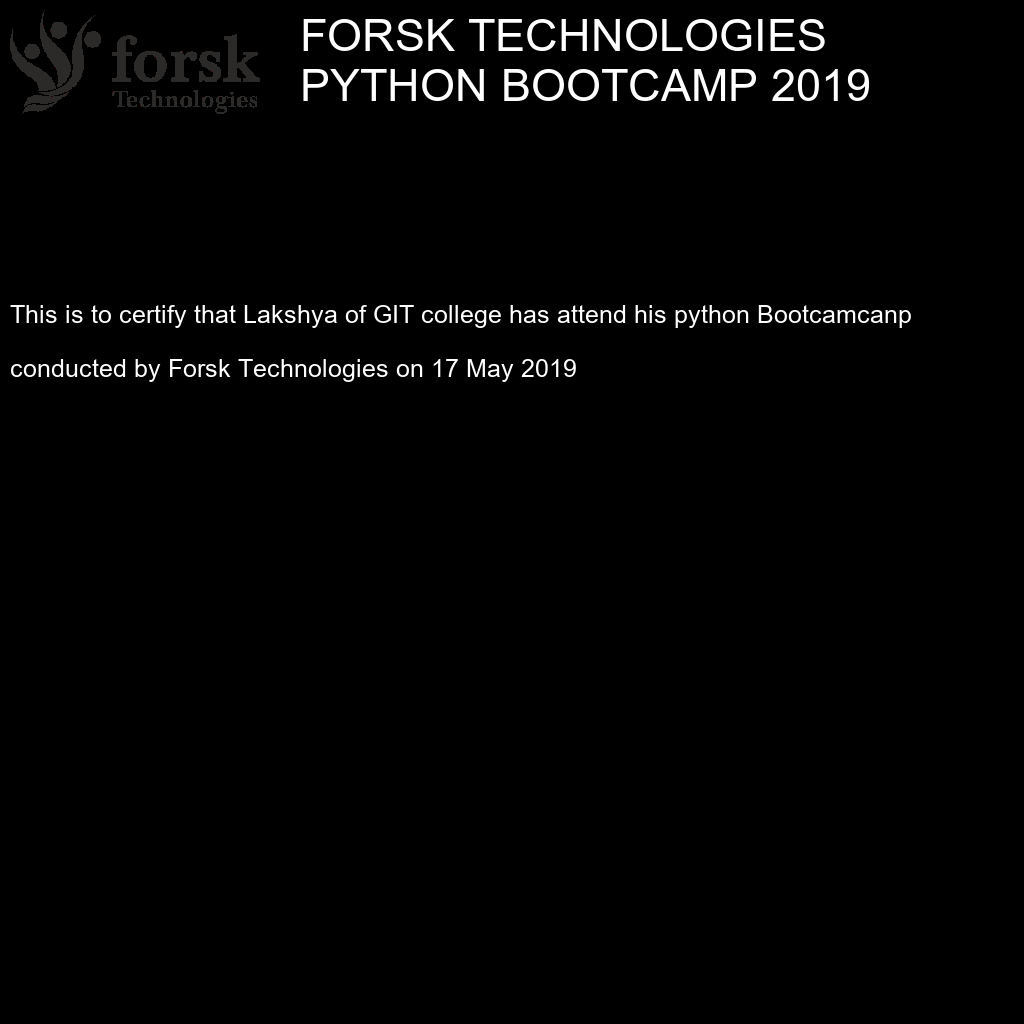 forsk
Technologies
FORSK TECHNOLOGIES
PYTHON BOOTCAMP 2019
This is to certify that Lakshya of GIT college has attend his python Bootcamcanp
conducted by Forsk Technologies on 17 May 2019